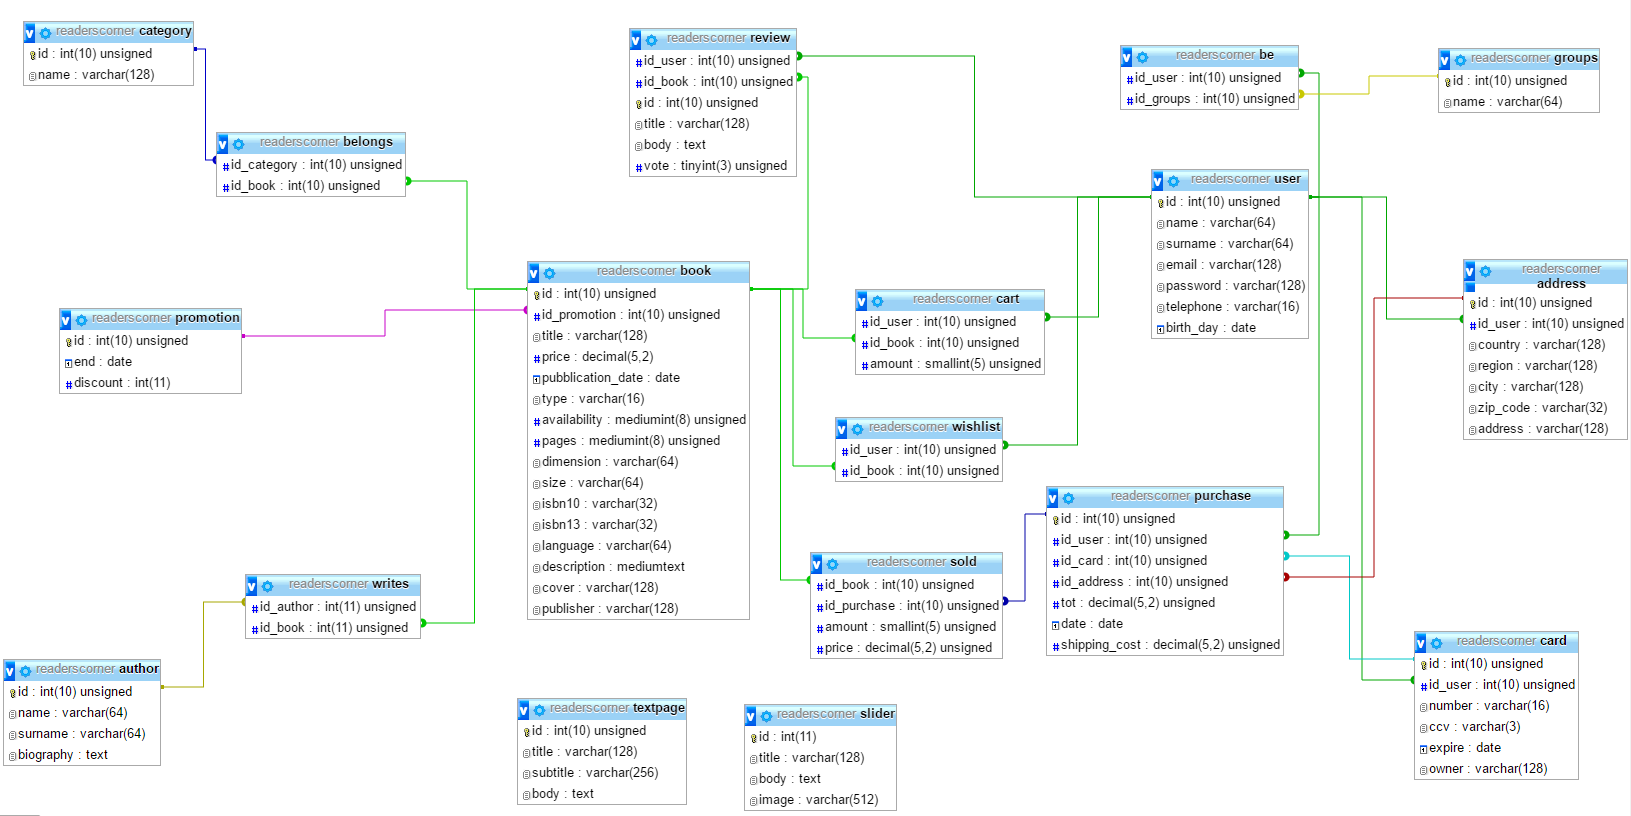 readerscorner category
id : int(10) unsigned
name : varchar(128)
readerscorner belongs
id_category : int(10) unsigned
id_book : int(10) unsigned
readerscorner promotion
id : int(10) unsigned
end : date
discount : int(11)
readerscorner writes
id_author : int(11) unsigned
id_book : int(11) unsigned
readerscorner author
id : int(10) unsigned
name : varchar(64)
surname : varchar(64)
biography : text
readerscorner review
id_user : int(10) unsigned
id_book : int(10) unsigned
id : int(10) unsigned
title : varchar(128)
body : text
vote : tinyint(3) unsigned
readerscorner book
id : int(10) unsigned
id_promotion : int(10) unsigned
title : varchar(128)
price : decimal(5,2)
pubblication_date : date
type : varchar(16)
availability : mediumint(8) unsigned
pages : mediumint(8) unsigned
dimension : varchar(64)
size : varchar(64)
isbn10 : varchar(32)
isbn13 : varchar(32)
language : varchar(64)
description : mediumtext
cover : varchar(128)
publisher : varchar(128)
readerscorner textpage
id : int(10) unsigned
title : varchar(128)
subtitle : varchar(256)
body : text
readerscorner slider
id : int(11)
title : varchar(128)
body : text
image : varchar(512)
readerscorner cart
id_user : int(10) unsigned
id_book : int(10) unsigned
amount : smallint(5) unsigned
readerscorner wishlist
id_user : int(10) unsigned
id_book : int(10) unsigned
readerscorner sold
id_book : int(10) unsigned
id_purchase : int(10) unsigned
amount : smallint(5) unsigned
price : decimal(5,2) unsigned
readerscorner be
id_user : int(10) unsigned
id_groups : int(10) unsigned
readerscorner groups
id : int(10) unsigned
name : varchar(64)
readerscorner user
id : int(10) unsigned
name : varchar(64)
surname : varchar(64)
email : varchar(128)
password : varchar(128)
telephone : varchar(16)
birth_day : date
readerscorner
address
id : int(10) unsigned
id_user : int(10) unsigned
country : varchar(128)
region : varchar(128)
city : varchar(128)
zip_code : varchar(32)
address : varchar(128)
readerscorner purchase
id : int(10) unsigned
id_user : int(10) unsigned
id_card : int(10) unsigned
id_address : int(10) unsigned
tot : decimal(5,2) unsigned
date : date
shipping_cost : decimal(5,2) unsigned
readerscorner card
id : int(10) unsigned
id_user : int(10) unsigned
number : varchar(16)
ccv : varchar(3)
expire : date
owner : varchar(128)